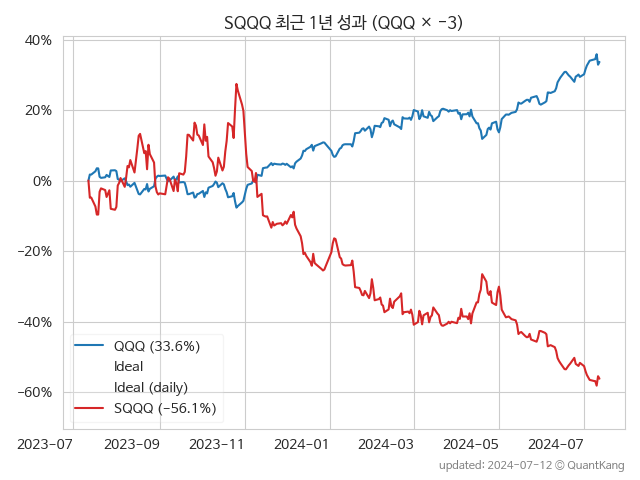 SQQQ 최근 1년 성과 (QQQ × −3)
40%
20%
0%
−20%
−40%
−60%
QQQ (33.6%)
Ideal
Ideal (daily)
SQQQ (−56.1%)
2023-07 2023-09 2023-11 2024-01 2024-03 2024-05 2024-07
updated: 2024-07-12 © QuantKang